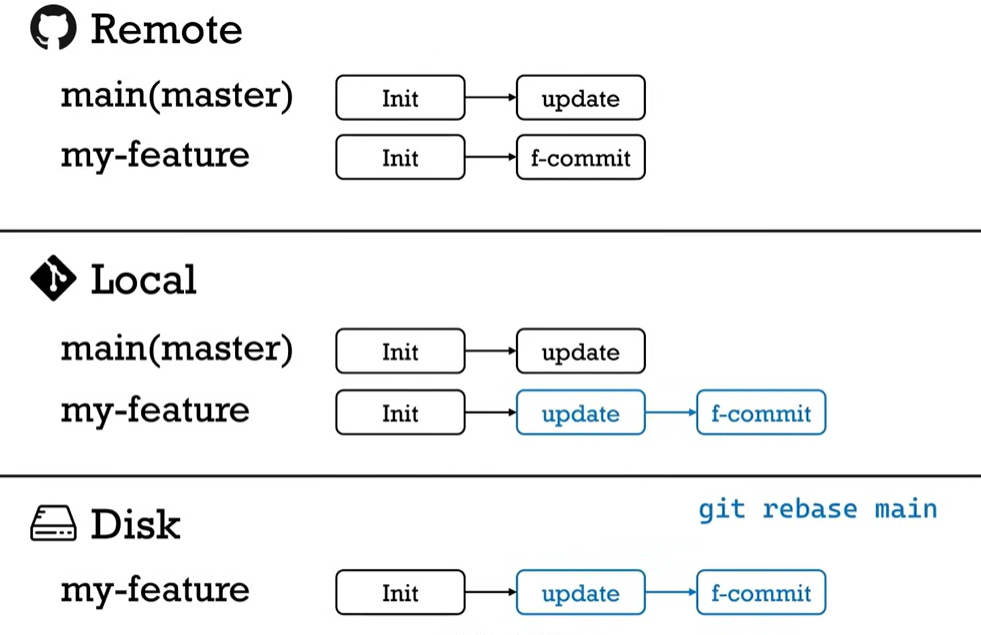 Remote
main(master) Init update
my-feature Init f-commit
Local
main(master) Init update
my-feature Init update f-commit
Disk
git rebase main
my-feature Init update f-commit